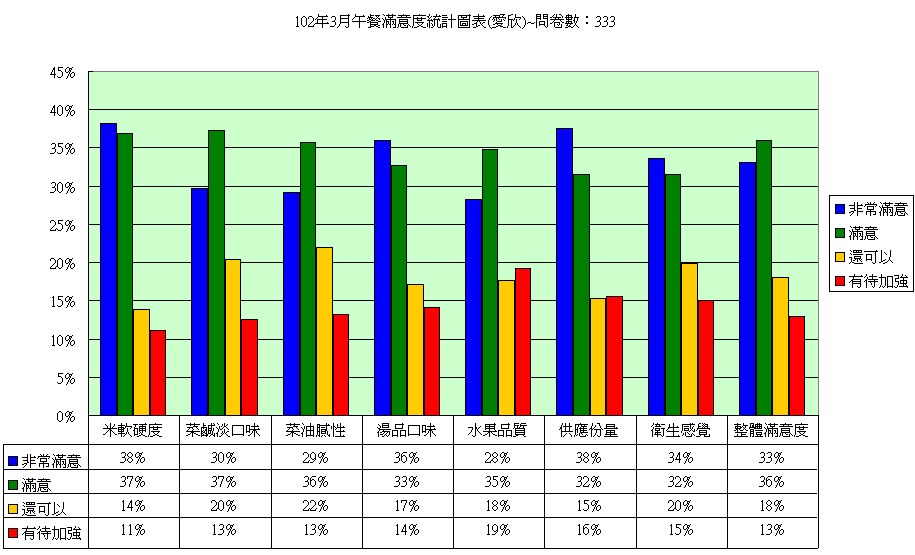 102年3月午餐滿意度統計圖表(愛欣)~問卷數：333
45%
40%
35%
30%
25%
20%
15%
10%
5%
0%
非常滿意
滿意
還可以
有待加強
米軟硬度 菜鹹淡口味 菜油膩性 湯品口味 水果品質 供應份量 衛生感覺 整體滿意度
非常滿意 38% 30% 29% 36% 28% 38% 34% 33%
滿意 37% 37% 36% 33% 35% 32% 32% 36%
還可以 14% 20% 22% 17% 18% 15% 20% 18%
有待加強 11% 13% 13% 14% 19% 16% 15% 13%